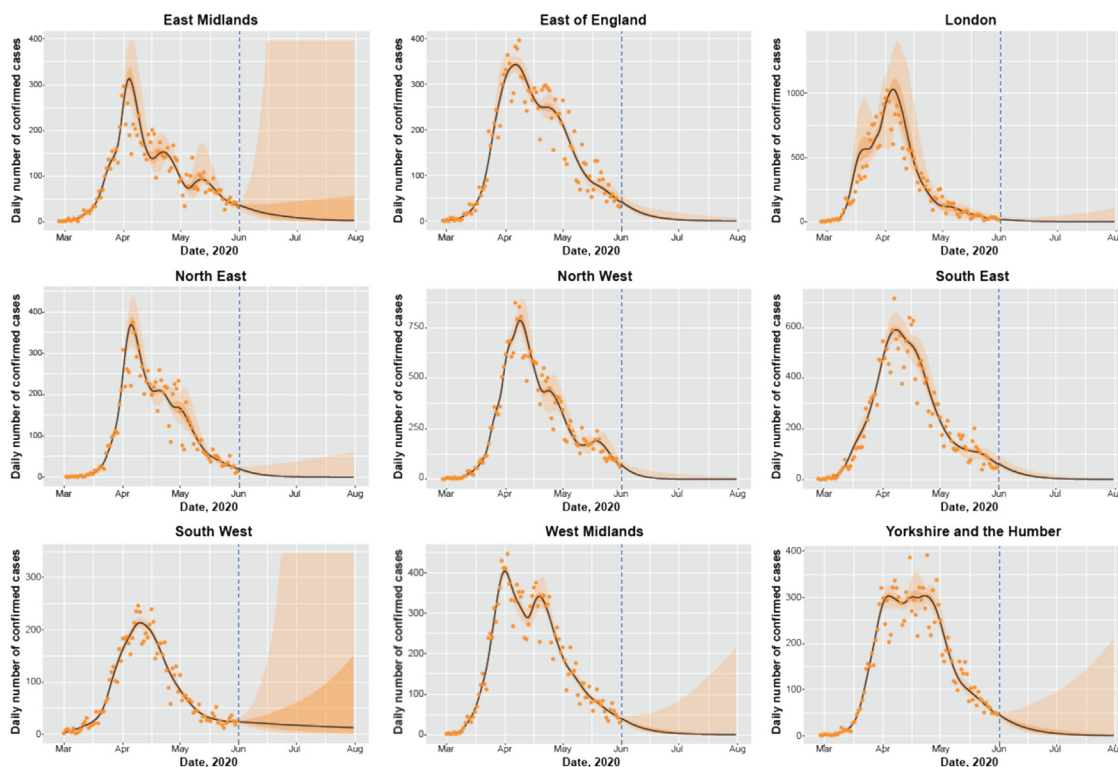 East Midlands
Daily number of confirmed cases
400
300
200
100
0
Mar Apr May Jun Jul Aug
Date, 2020
East of England
Daily number of confirmed cases
400
300
200
100
0
Mar Apr May Jun Jul Aug
Date, 2020
London
Daily number of confirmed cases
1000
500
0
Mar Apr May Jun Jul Au
Date, 2020
North East
Daily number of confirmed cases
400
300
200
100
0
Mar Apr May Jun Jul Aug
Date, 2020
North West
Daily number of confirmed cases
750
500
250
0
Mar Apr May Jun Jul Aug
Date, 2020
South East
Daily number of confirmed cases
600
400
200
0
Mar Apr May Jun Jul Au
Date, 2020
South West
Daily number of confirmed cases
300
200
100
0
Mar Apr May Jun Jul Aug
Date, 2020
West Midlands
Daily number of confirmed cases
400
300
200
100
0
Mar Apr May Jun Jul Aug
Date, 2020
Yorkshire and the Humber
Daily number of confirmed cases
400
300
200
100
0
Mar Apr May Jun Jul Au
Date, 2020